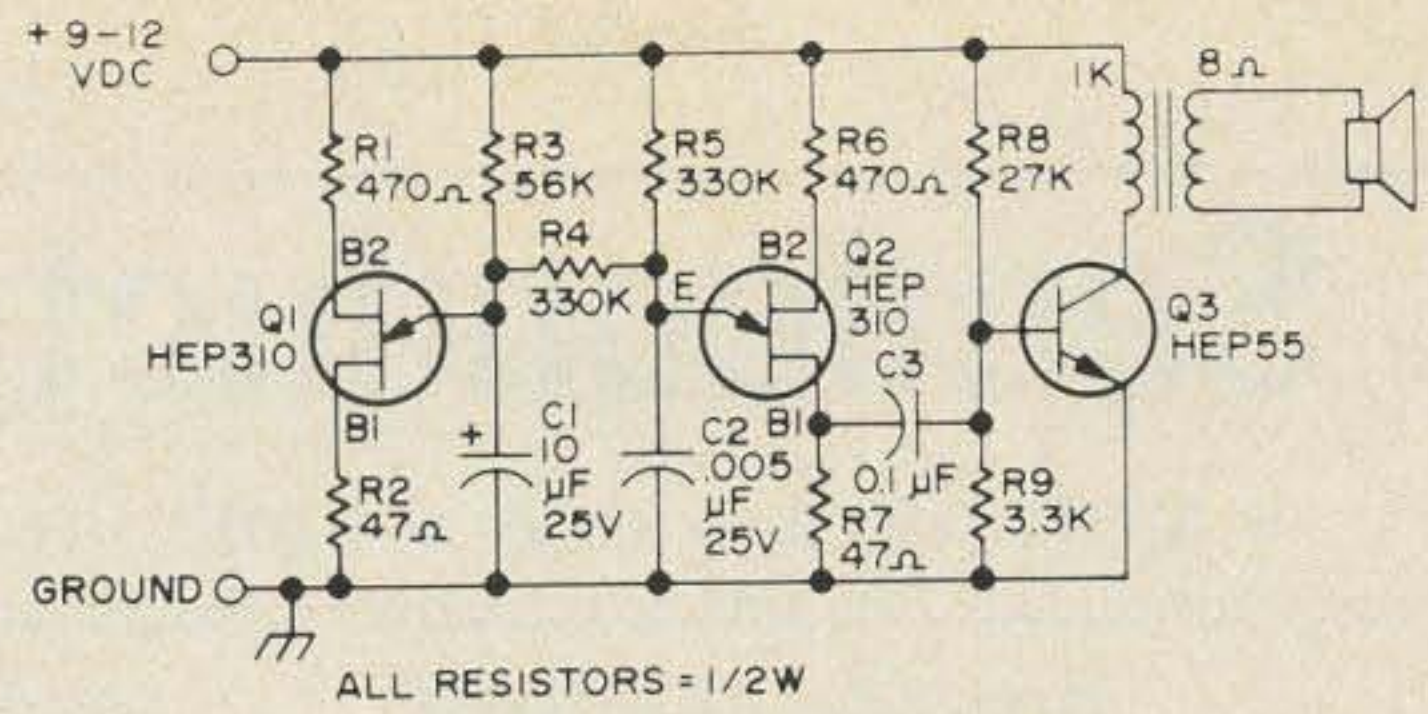 + 9-12
VDC
1K
8Ω
R1
470Ω
R3
56K
R5
330K
R6
470Ω
R8
27K
R4
330K
B2
Q1
HEP310
B1
E
B2
Q2
HEP
310
Q3
HEP55
C1
+
10
µF
25V
C2
.005
µF
25V
B1
C3
0.1 µF
R2
47Ω
R7
47Ω
R9
3.3K
GROUND
ALL RESISTORS = 1/2W